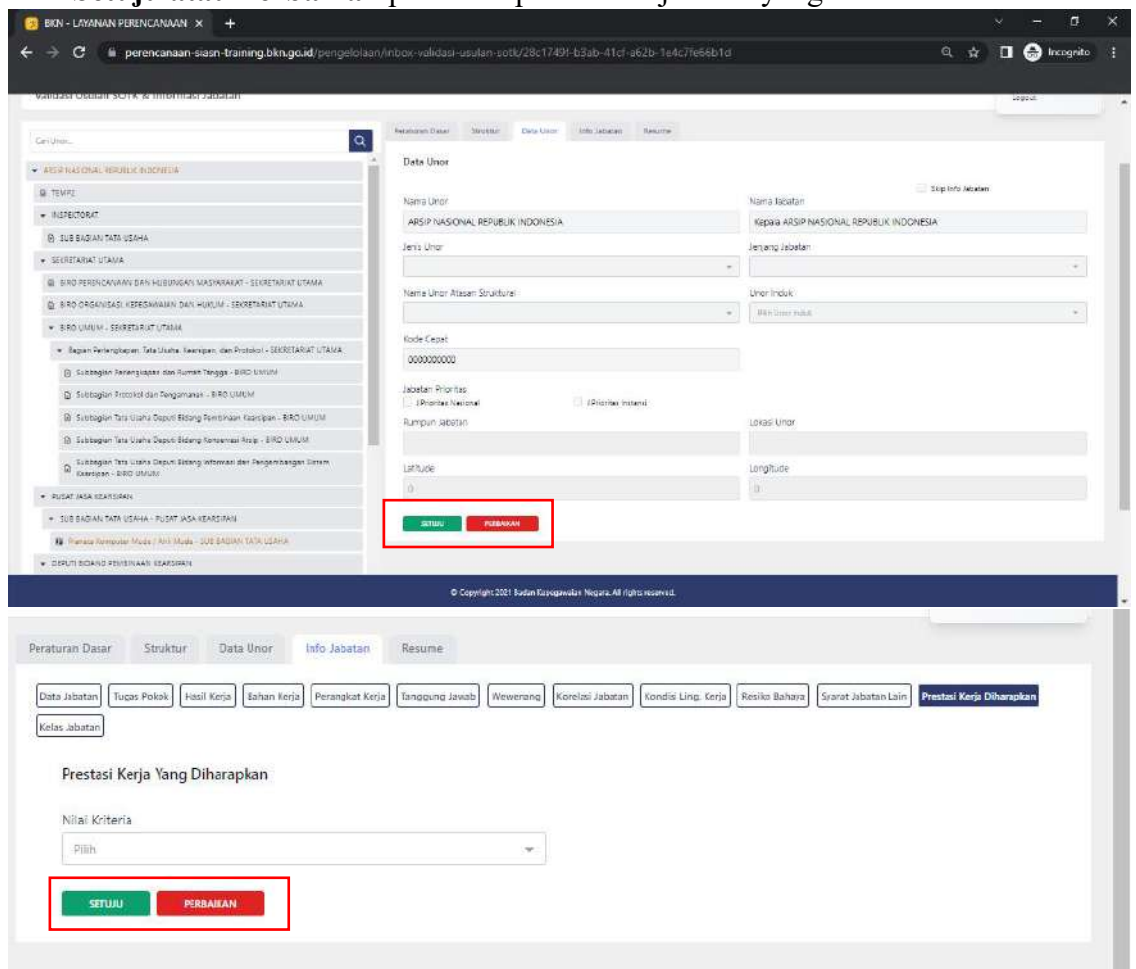 BKN - LAYANAN PERENCANAAN
perencanaan-siasn-training.bkn.go.id/pengelolaan/inbox-validasi-usulan-sotk/28c1749f-b3ab-41cf-a62b-1e4c7fe66b1d
Incognito
Validasi Usulan SOTK & Informasi Jabatan
Logout
Cari Unor...
ARSIP NASIONAL REPUBLIK INDONESIA
INSPEKTORAT
SUB BAGIAN TATA USAHA
SEKRETARIAT UTAMA
BIRO PERENCANAAN DAN HUBUNGAN MASYARAKAT - SEKRETARIAT UTAMA
BIRO ORGANISASI, KEPEGAWAIAN DAN HUKUM - SEKRETARIAT UTAMA
BIRO UMUM - SEKRETARIAT UTAMA
Bagian Perlengkapan, Tata Usaha, Kearsipan, dan Protokol - SEKRETARIAT UTAMA
Subbagian Perlengkapan dan Rumah Tangga - BIRO UMUM
Subbagian Protokol dan Pengamanan - BIRO UMUM
Subbagian Tata Usaha Deputi Bidang Pembinaan Kearsipan - BIRO UMUM
Subbagian Tata Usaha Deputi Bidang Konservasi Arsip - BIRO UMUM
Subbagian Tata Usaha Deputi Bidang Informasi dan Pengembangan Sistem
Kearsipan - BIRO UMUM
PUSAT JASA KEARSIPAN
SUB BAGIAN TATA USAHA - PUSAT JASA KEARSIPAN
Pranata Komputer Muda / Ahli Muda - SUB BAGIAN TATA USAHA
DEPUTI BIDANG PEMBINAAN KEARSIPAN
Peraturan Dasar Struktur Data Unor Info Jabatan Resume
Data Unor
Skip Info Jabatan
Nama Unor Nama Jabatan
ARSIP NASIONAL REPUBLIK INDONESIA Kepala ARSIP NASIONAL REPUBLIK INDONESIA
Jenis Unor Jenjang Jabatan
Nama Unor Atasan Struktural Unor Induk
Pilih Unor Induk
Kode Cepat
0000000000
Jabatan Prioritas
JPrioritas Nasional JPrioritas Instansi
Rumpun Jabatan Lokasi Unor
Latitude Longitude
0 0
SETUJU PERBAIKAN
© Copyright 2021 Badan Kepegawaian Negara. All rights reserved.
Peraturan Dasar Struktur Data Unor Info Jabatan Resume
Data Jabatan Tugas Pokok Hasil Kerja Bahan Kerja Perangkat Kerja Tanggung Jawab Wewenang Korelasi Jabatan Kondisi Ling. Kerja Resiko Bahaya Syarat Jabatan Lain Prestasi Kerja Diharapkan
Kelas Jabatan
Prestasi Kerja Yang Diharapkan
Nilai Kriteria
Pilih
SETUJU PERBAIKAN